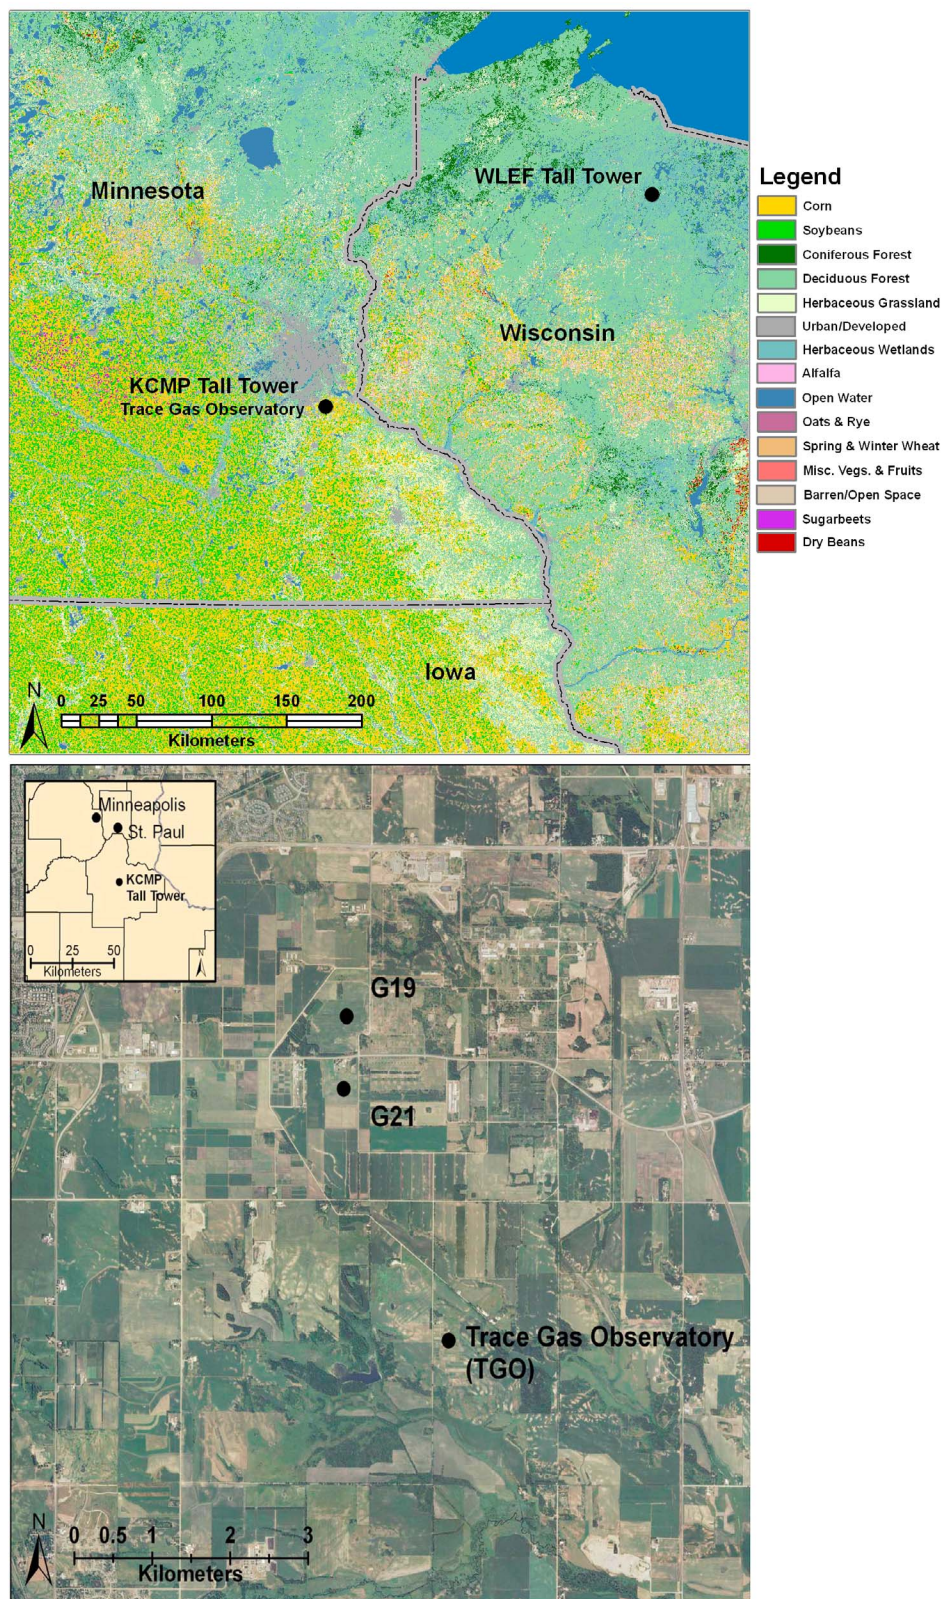 Minnesota
WLEF Tall Tower
Wisconsin
KCMP Tall Tower
Trace Gas Observatory
Iowa
N
0 25 50 100 150 200
Kilometers
Legend
Corn
Soybeans
Coniferous Forest
Deciduous Forest
Herbaceous Grassland
Urban/Developed
Herbaceous Wetlands
Alfalfa
Open Water
Oats & Rye
Spring & Winter Wheat
Misc. Vegs. & Fruits
Barren/Open Space
Sugarbeets
Dry Beans
Minneapolis
St. Paul
KCMP
Tall Tower
0 25 50
Kilometers
N
G19
G21
Trace Gas Observatory
(TGO)
N
0 0.5 1 2 3
Kilometers